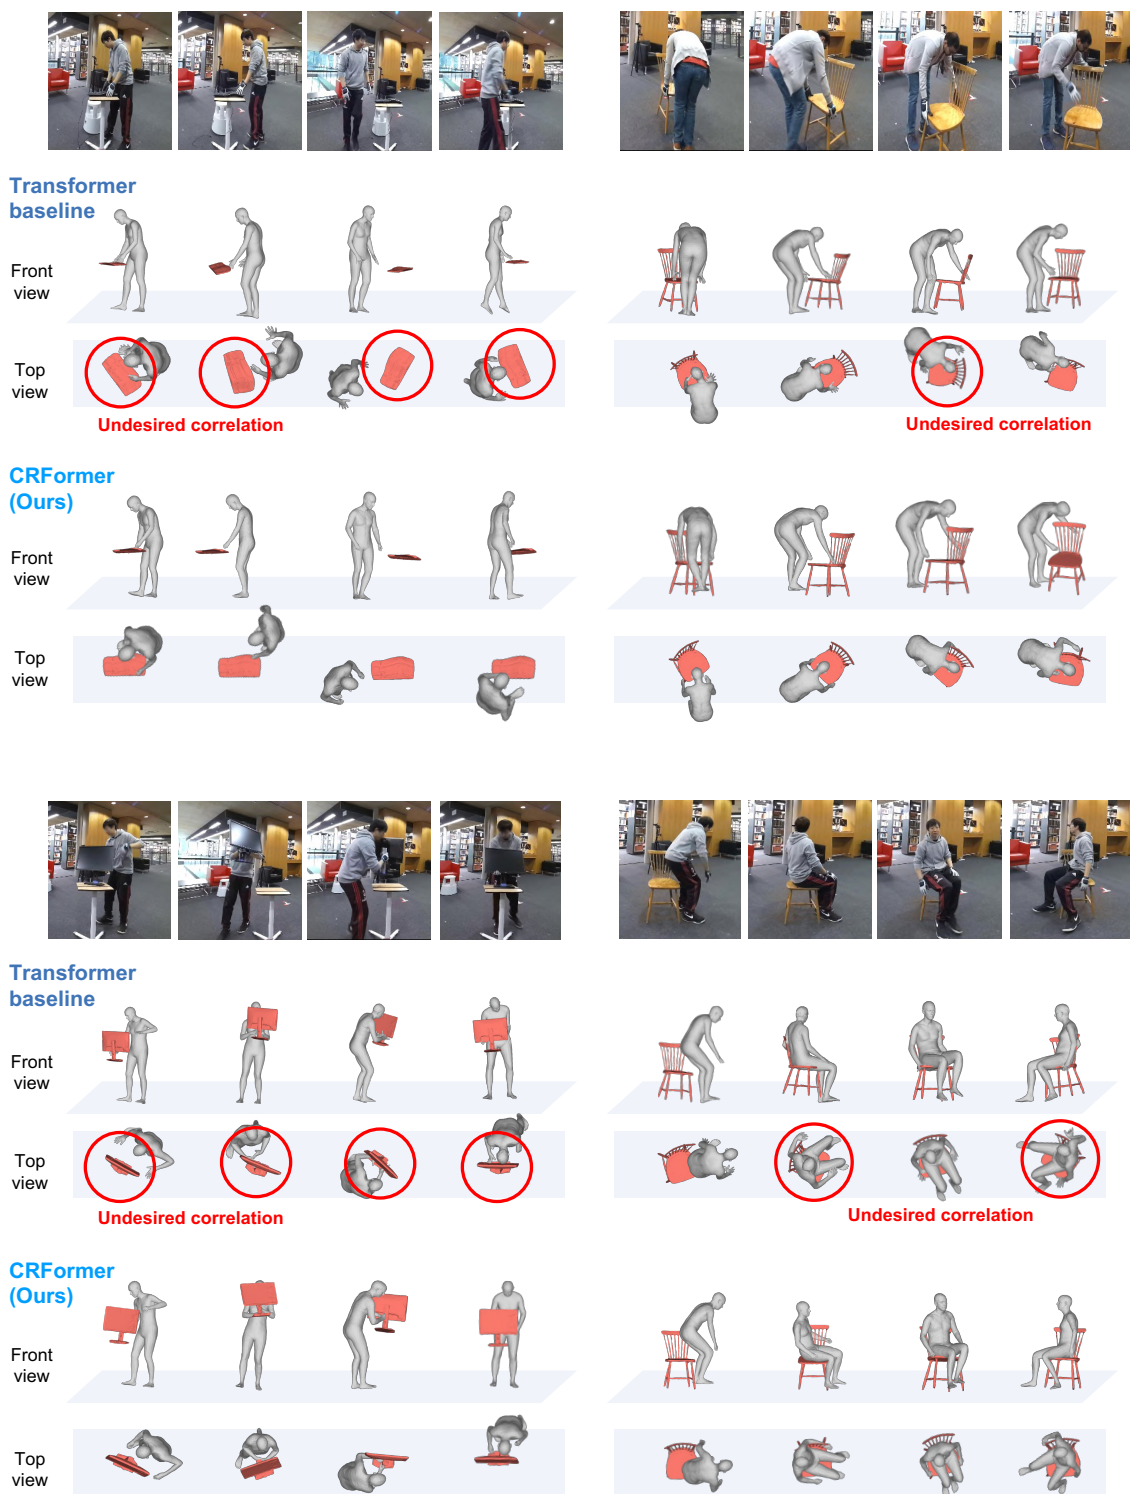 Transformer
baseline
Front
view
Top
view
Undesired correlation
Undesired correlation
CRFormer
(Ours)
Front
view
Top
view
Transformer
baseline
Front
view
Top
view
Undesired correlation
Undesired correlation
CRFormer
(Ours)
Front
view
Top
view